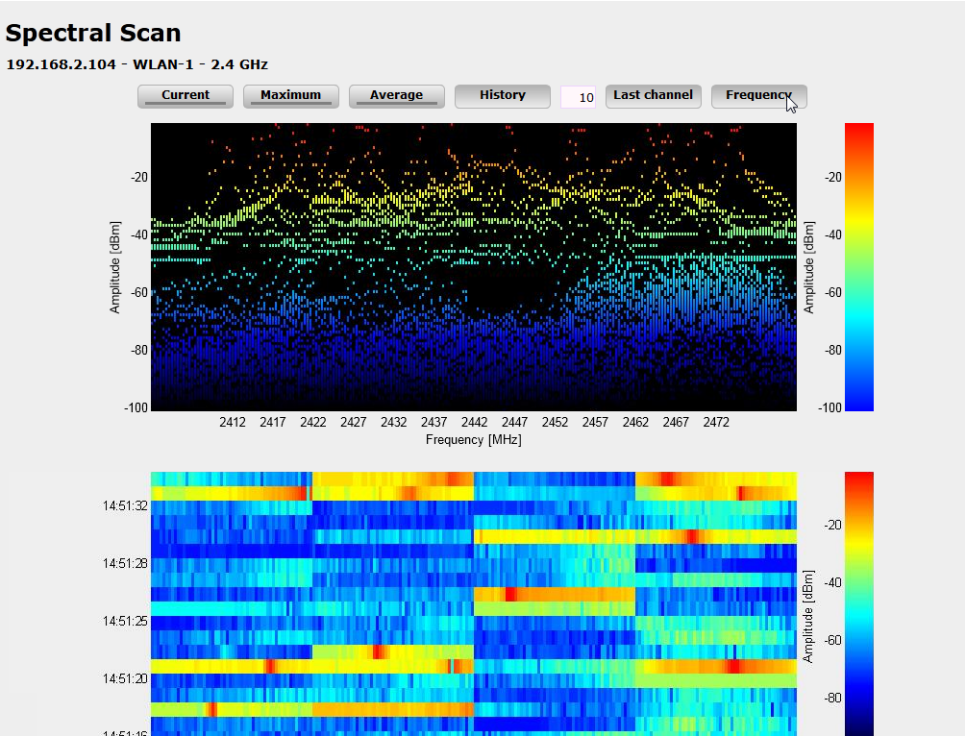 Spectral Scan
192.168.2.104 - WLAN-1 - 2.4 GHz
Current Maximum Average History 10 Last channel Frequency
-20 -20
-40 -40
-60 -60
-80 -80
-100 -100
Amplitude [dBm] Amplitude [dBm]
2412 2417 2422 2427 2432 2437 2442 2447 2452 2457 2462 2467 2472
Frequency [MHz]
14:51:32
-20
14:51:28
-40
14:51:25
-60
14:51:20
-80
Amplitude [dBm]